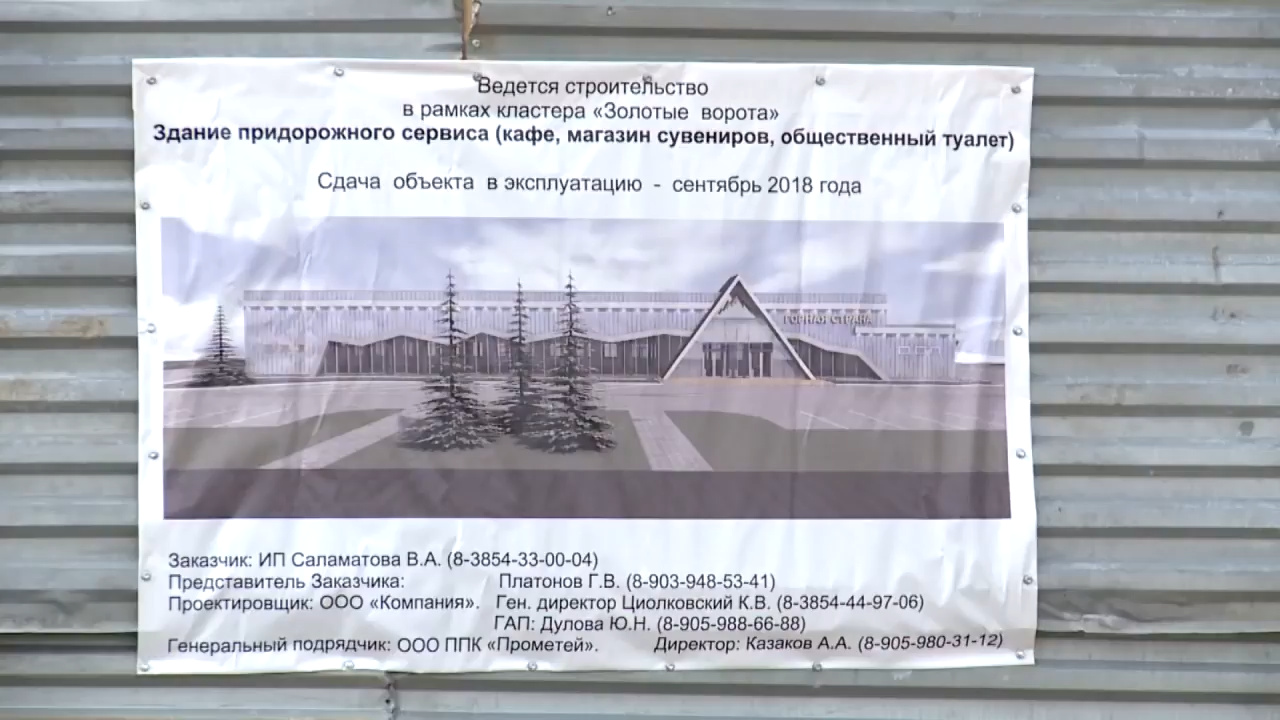 Ведется строительство
в рамках кластера «Золотые ворота»
Здание придорожного сервиса (кафе, магазин сувениров, общественный туалет)
Сдача объекта в эксплуатацию - сентябрь 2018 года
ГОРНАЯ СТРАНА
Заказчик: ИП Саламатова В.А. (8-3854-33-00-04)
Представитель Заказчика: Платонов Г.В. (8-903-948-53-41)
Проектировщик: ООО «Компания». Ген. директор Циолковский К.В. (8-3854-44-97-06)
ГАП: Дулова Ю.Н. (8-905-988-66-88)
Генеральный подрядчик: ООО ППК «Прометей». Директор: Казаков А.А. (8-905-980-31-12)